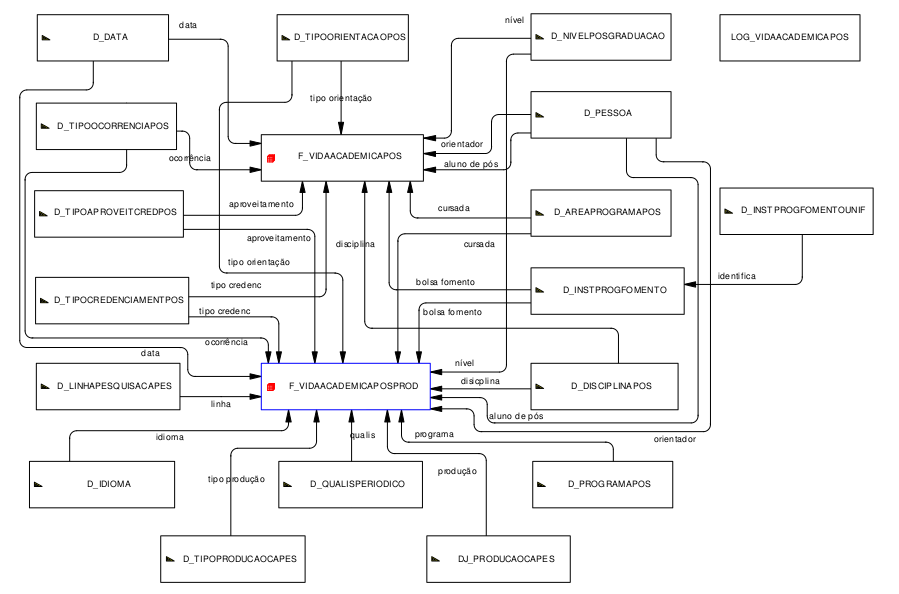 nível
data
D_DATA
D_TIPOORIENTACAOPOS
D_NIVELPOSGRADUACAO
LOG_VIDAACADEMICAPOS
tipo orientação
D_PESSOA
D_TIPOOCORRENCIAPOS
orientador
ocorrência
F_VIDAACADEMICAPOS
aluno de pós
aproveitamento
cursada
D_TIPOAPROVEITCREDPOS
D_AREAPROGRAMAPOS
D_INSTPROGFOMENTOUNIF
aproveitamento
disciplina
cursada
tipo orientação
identifica
tipo credenc
bolsa fomento
D_INSTPROGFOMENTO
D_TIPOCREDENCIAMENTPOS
tipo credenc
bolsa fomento
ocorrência
data
nível
D_LINHAPESQUISACAPES
F_VIDAACADEMICAPOSPROD
disicplina
D_DISCIPLINAPOS
linha
aluno de pós
idioma
qualis
programa
orientador
tipo produção
produção
D_IDIOMA
D_QUALISPERIODICO
D_PROGRAMAPOS
D_TIPOPRODUCAOCAPES
DJ_PRODUCAOCAPES